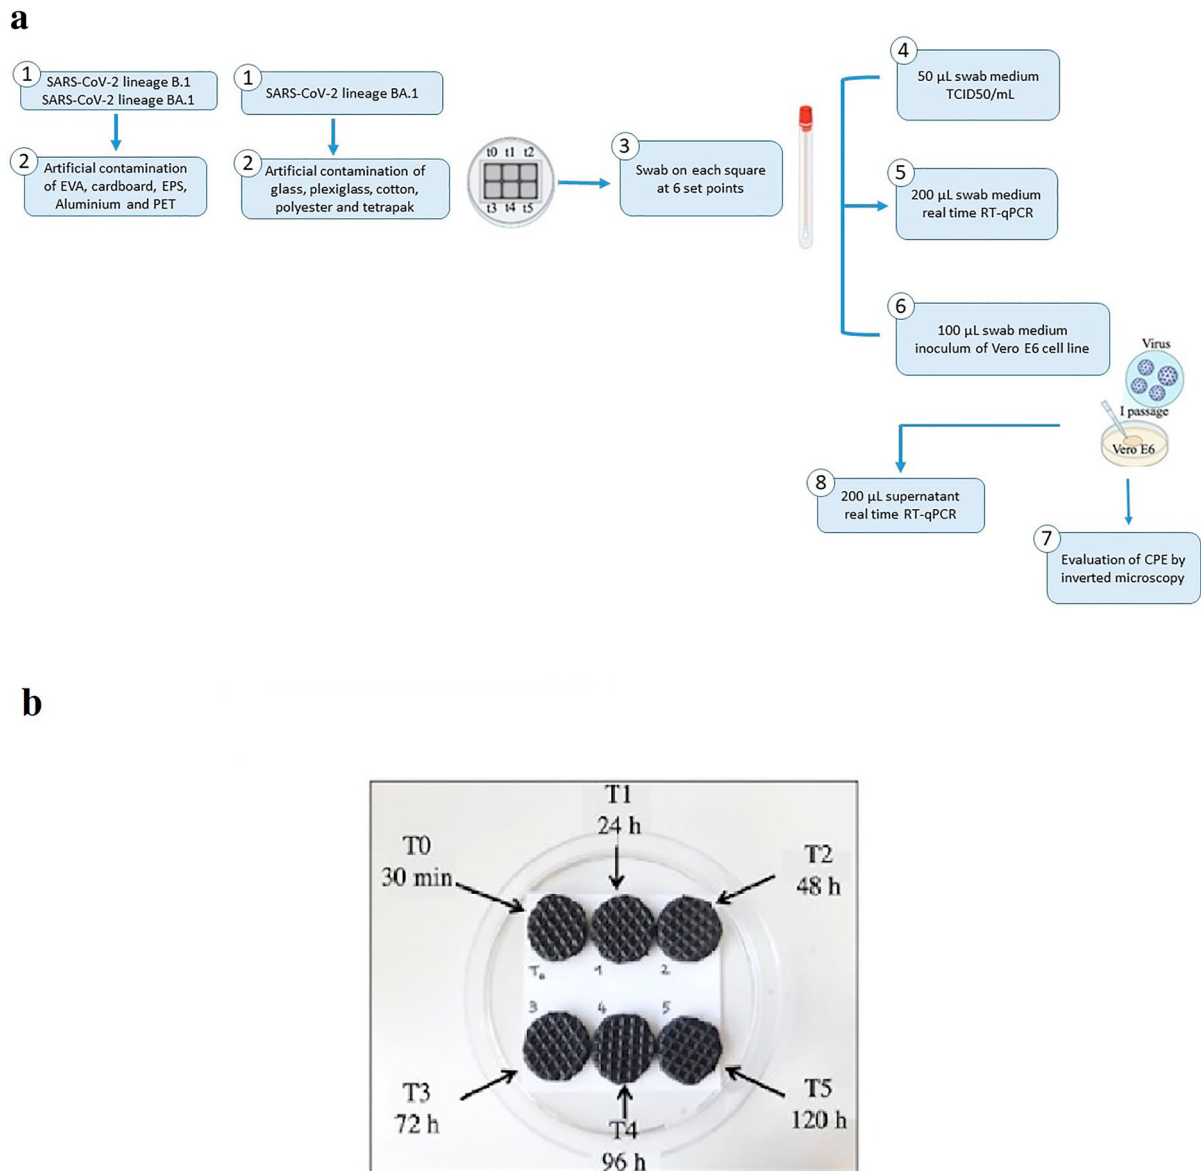 a
1
SARS-CoV-2 lineage B.1
SARS-CoV-2 lineage BA.1
2
Artificial contamination
of EVA, cardboard, EPS,
Aluminium and PET
1
SARS-CoV-2 lineage BA.1
2
Artificial contamination of
glass, plexiglass, cotton,
polyester and tetrapak
t0 t1 t2
t3 t4 t5
3
Swab on each square
at 6 set points
4
50 µL swab medium
TCID50/mL
5
200 µL swab medium
real time RT-qPCR
6
100 µL swab medium
inoculum of Vero E6 cell line
Virus
I passage
Vero E6
8
200 µL supernatant
real time RT-qPCR
7
Evaluation of CPE by
inverted microscopy
b
T0
30 min
T1
24 h
T2
48 h
T0 1 2
3 4 5
T3
72 h
T4
96 h
T5
120 h